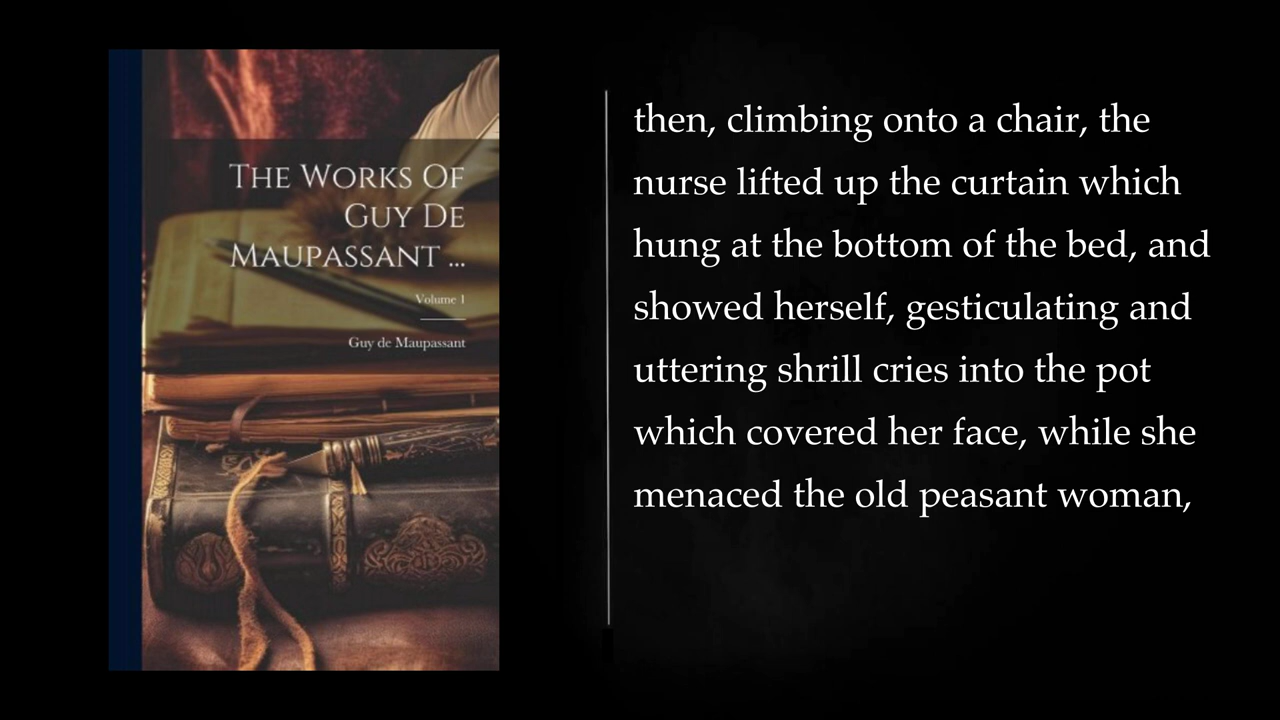 The Works Of
Guy De
Maupassant ...
Volume 1
Guy de Maupassant
then, climbing onto a chair, the
nurse lifted up the curtain which
hung at the bottom of the bed, and
showed herself, gesticulating and
uttering shrill cries into the pot
which covered her face, while she
menaced the old peasant woman,